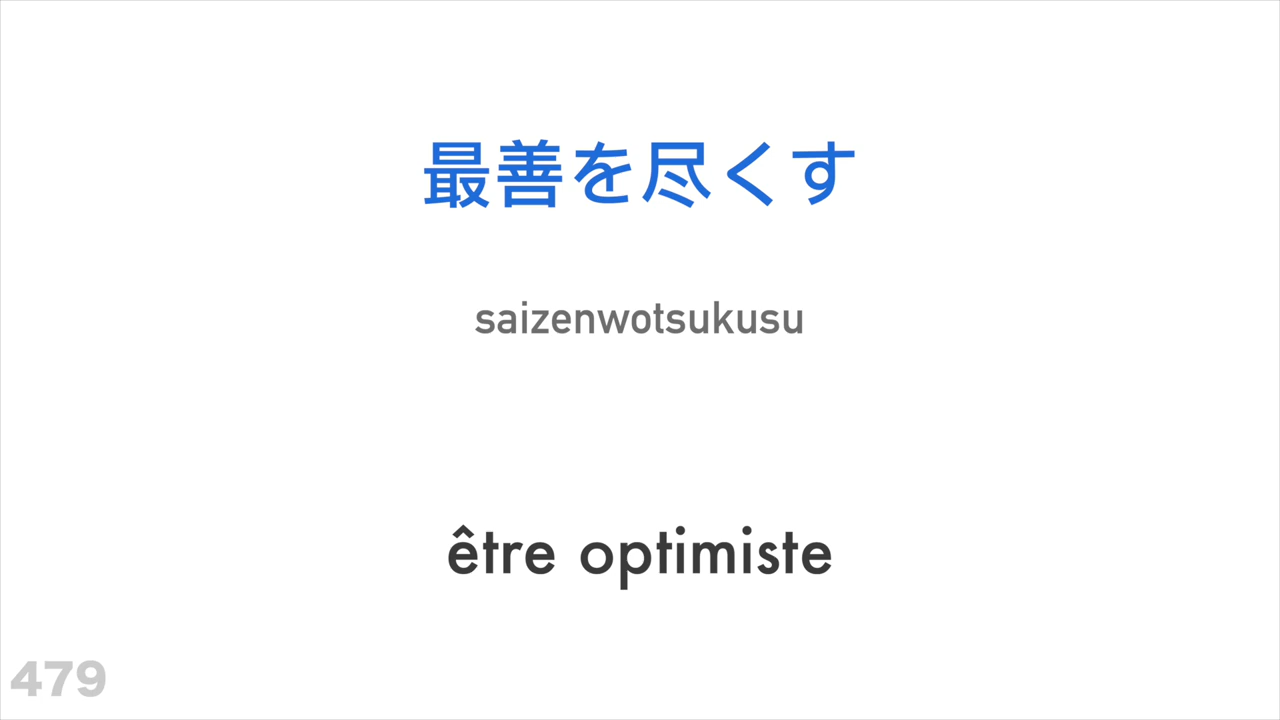 最善を尽くす
saizenwotsukusu
être optimiste
479